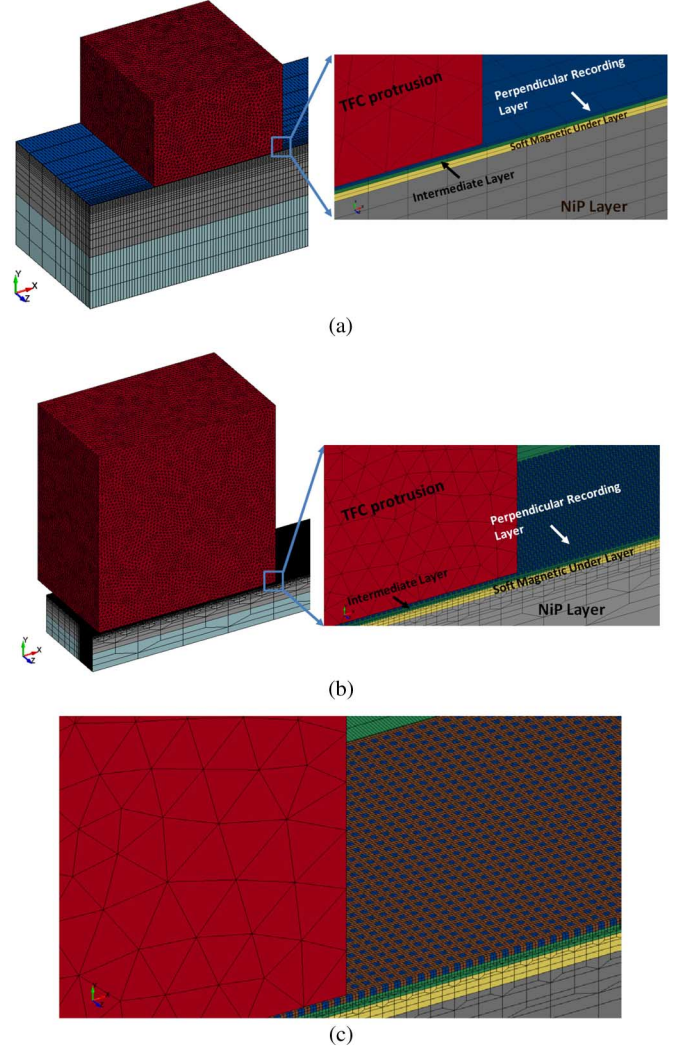 TFC protrusion
Perpendicular Recording
Layer
Soft Magnetic Under Layer
Intermediate Layer
NiP Layer
Y
X
Z
(a)
TFC protrusion
Perpendicular Recording
Layer
Intermediate Layer
Soft Magnetic Under Layer
NiP Layer
Y
X
Z
(b)
(c)